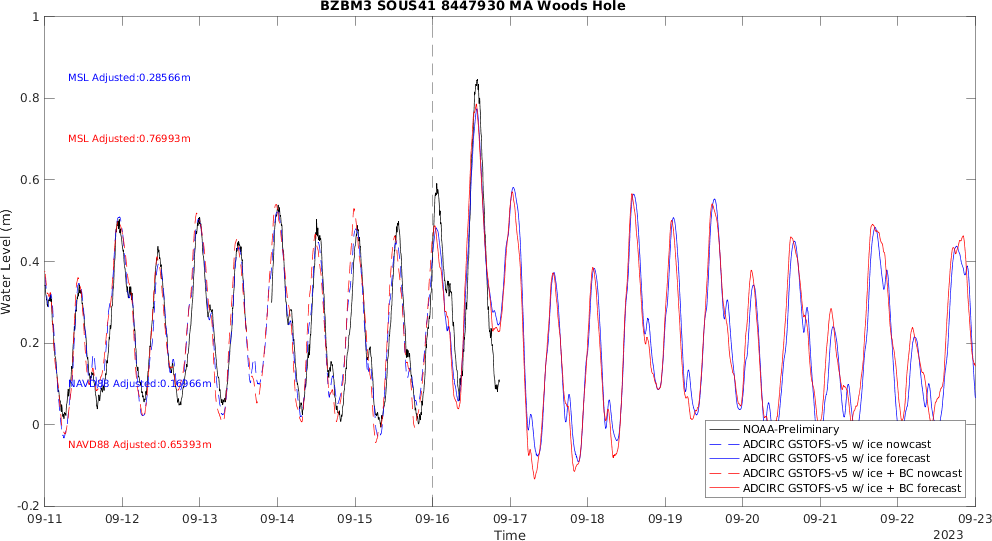 BZBM3 SOUS41 8447930 MA Woods Hole
1
0.8
0.6
0.4
0.2
0
-0.2
Water Level (m)
MSL Adjusted:0.28566m
MSL Adjusted:0.76993m
NAVD88 Adjusted:0.16966m
NAVD88 Adjusted:0.65393m
NOAA-Preliminary
ADCIRC GSTOFS-v5 w/ ice nowcast
ADCIRC GSTOFS-v5 w/ ice forecast
ADCIRC GSTOFS-v5 w/ ice + BC nowcast
ADCIRC GSTOFS-v5 w/ ice + BC forecast
09-11 09-12 09-13 09-14 09-15 09-16 09-17 09-18 09-19 09-20 09-21 09-22 09-23
Time
2023